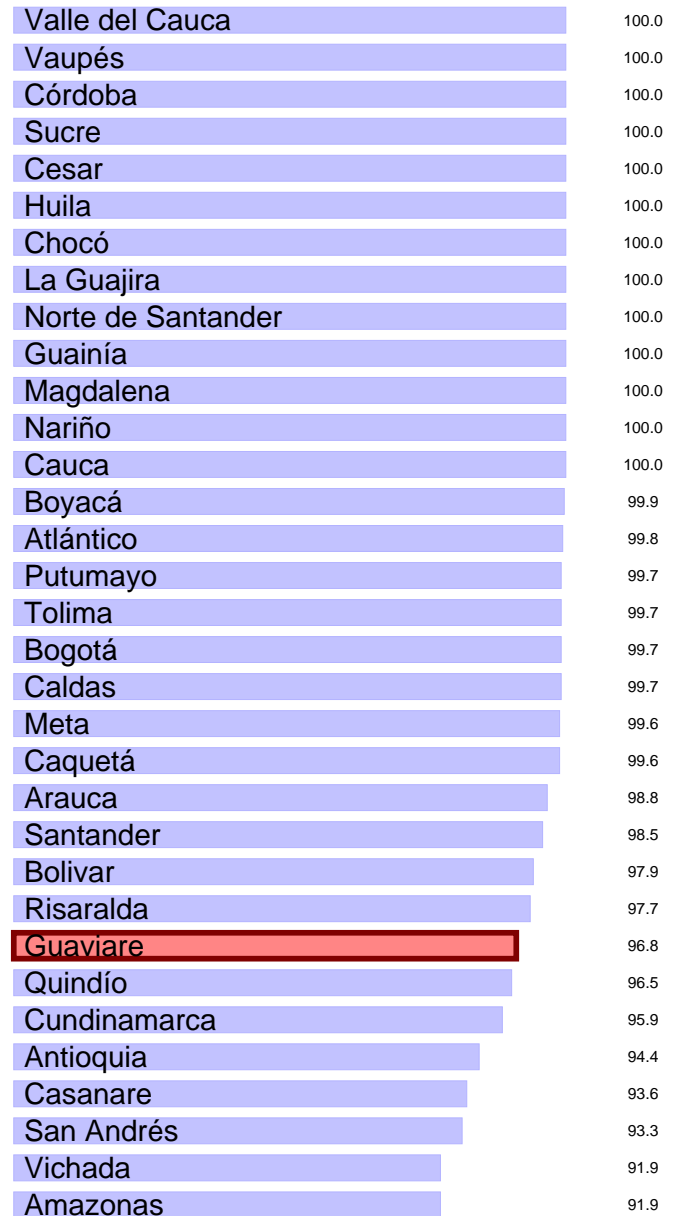 Valle del Cauca 100.0
Vaupés 100.0
Córdoba 100.0
Sucre 100.0
Cesar 100.0
Huila 100.0
Chocó 100.0
La Guajira 100.0
Norte de Santander 100.0
Guainía 100.0
Magdalena 100.0
Nariño 100.0
Cauca 100.0
Boyacá 99.9
Atlántico 99.8
Putumayo 99.7
Tolima 99.7
Bogotá 99.7
Caldas 99.7
Meta 99.6
Caquetá 99.6
Arauca 98.8
Santander 98.5
Bolivar 97.9
Risaralda 97.7
Guaviare 96.8
Quindío 96.5
Cundinamarca 95.9
Antioquia 94.4
Casanare 93.6
San Andrés 93.3
Vichada 91.9
Amazonas 91.9